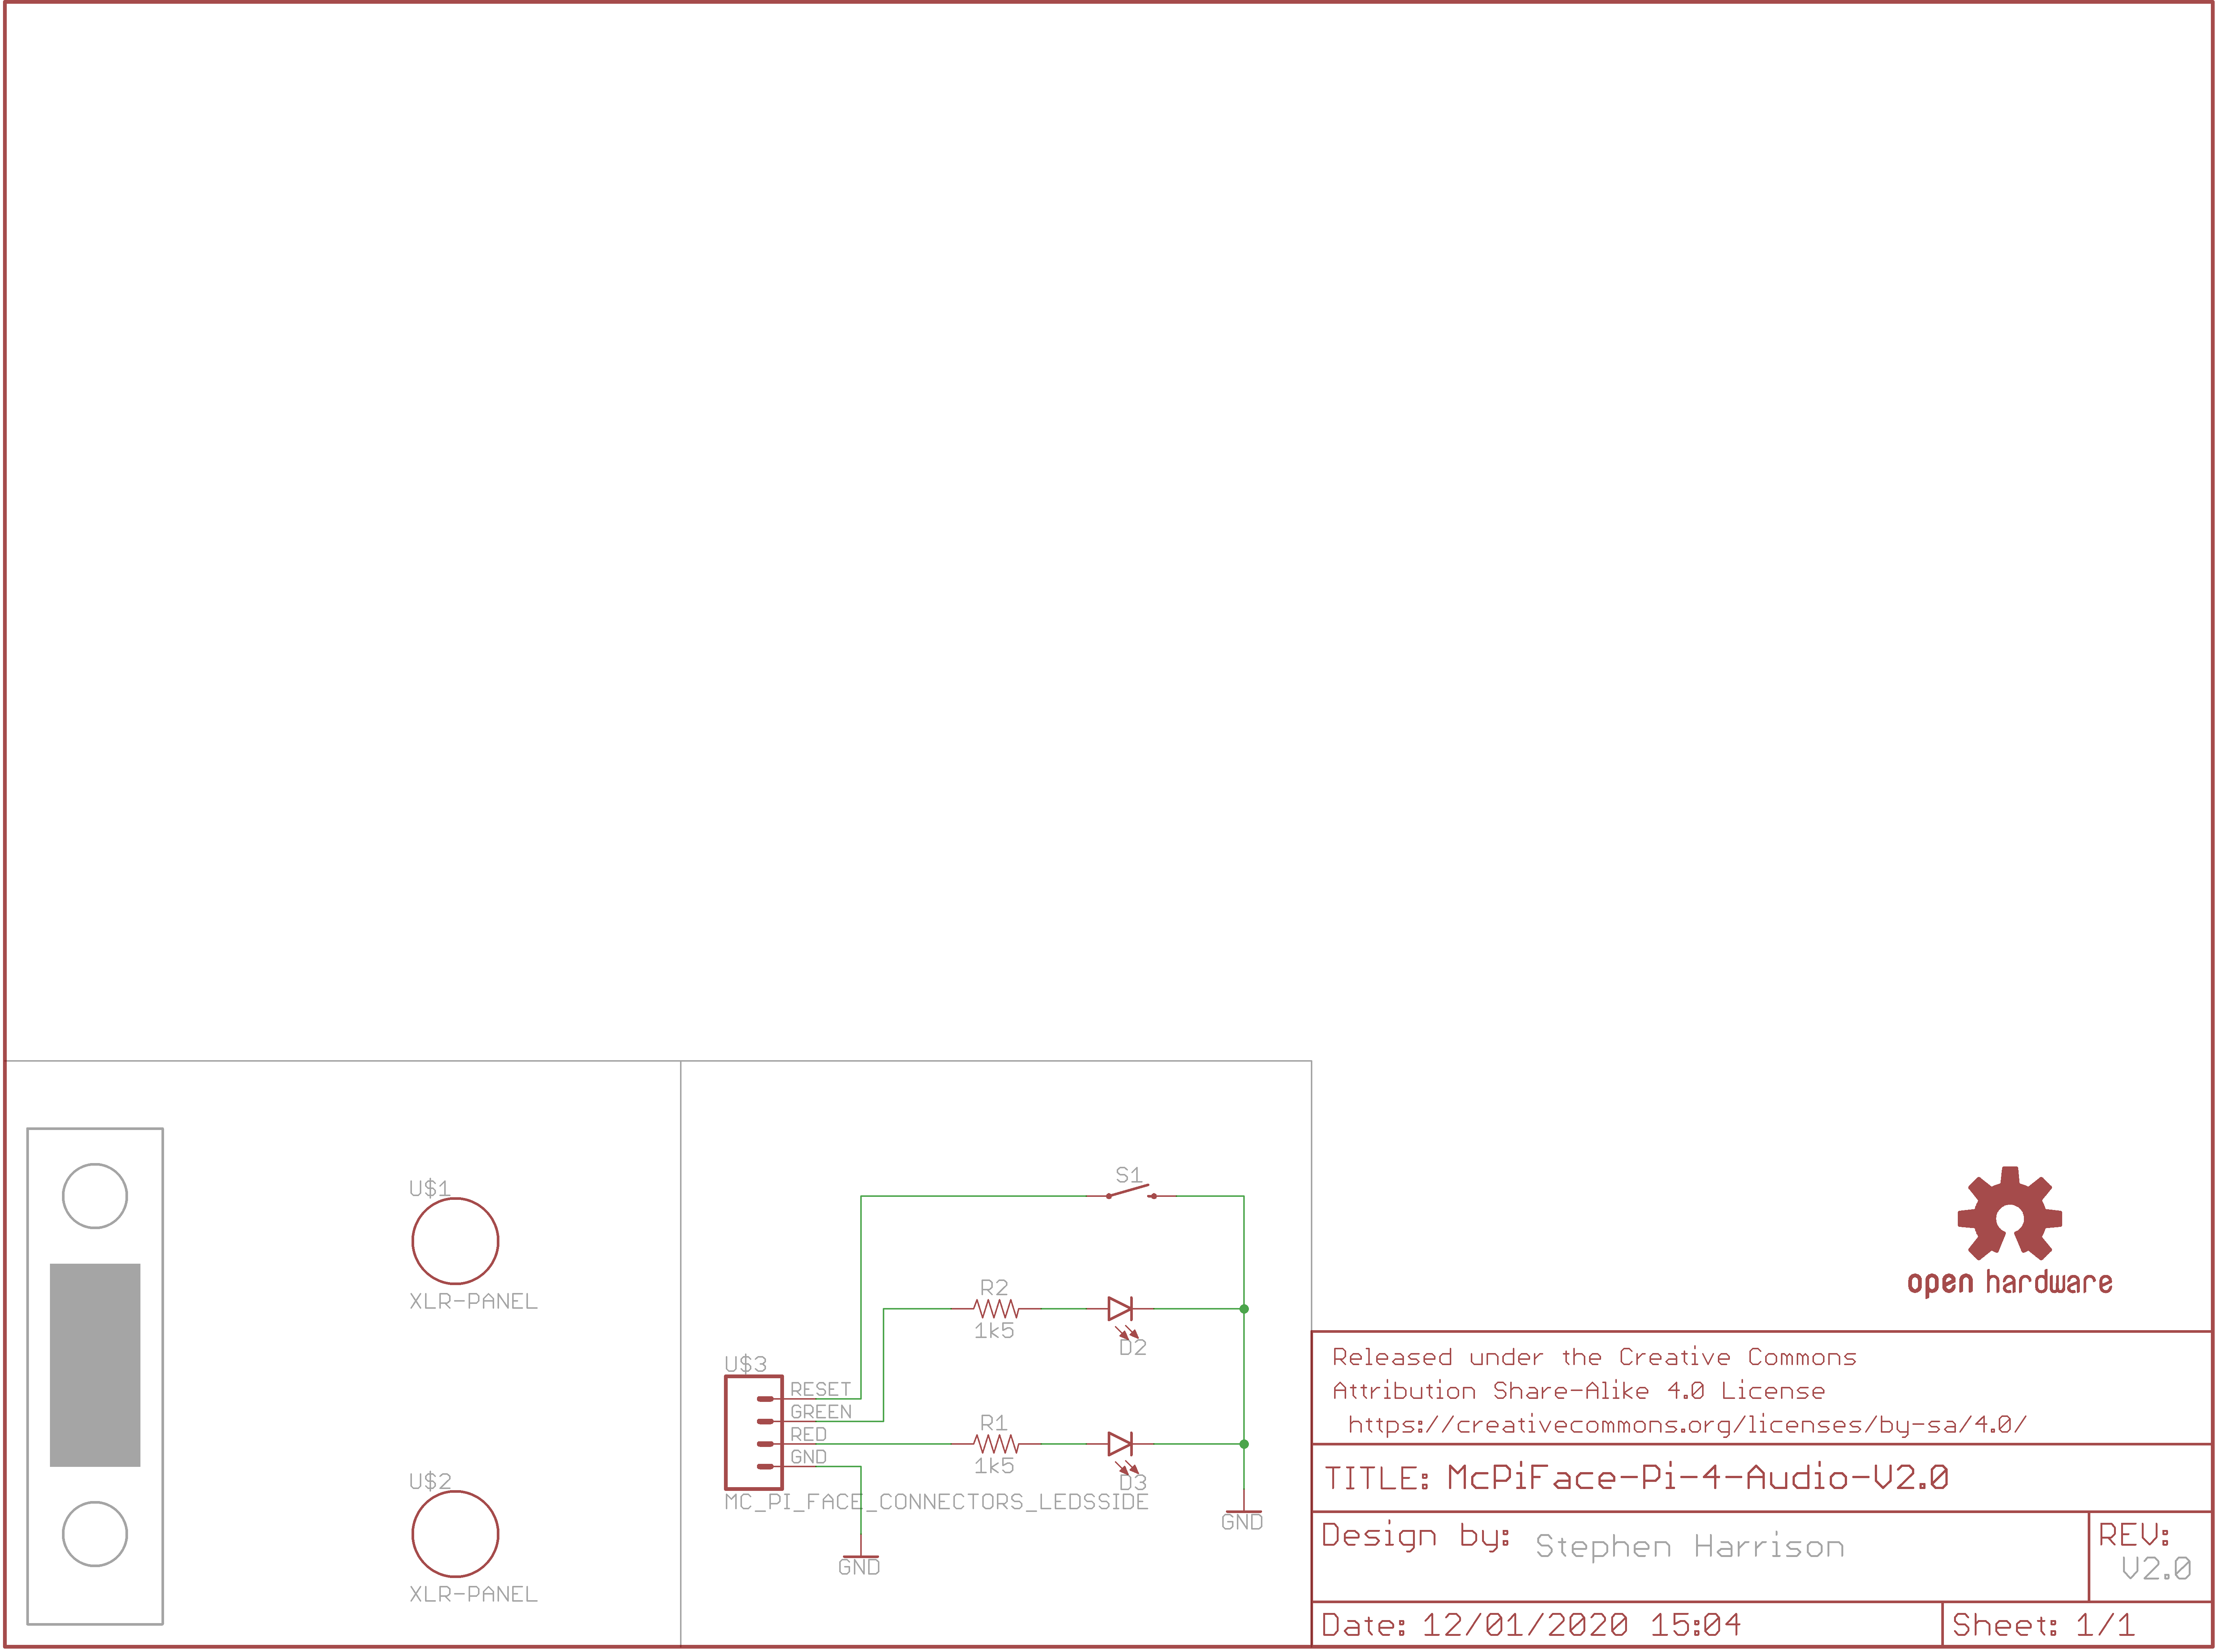 U$1
XLR-PANEL
U$2
XLR-PANEL
S1
R2
1k5
D2
U$3
RESET
GREEN
RED
GND
R1
1k5
D3
MC_PI_FACE_CONNECTORS_LEDSSIDE
GND
GND
open hardware
Released under the Creative Commons
Attribution Share-Alike 4.0 License
https://creativecommons.org/licenses/by-sa/4.0/
TITLE: McPiFace-Pi-4-Audio-V2.0
Design by: Stephen Harrison
REV:
V2.0
Date: 12/01/2020 15:04
Sheet: 1/1